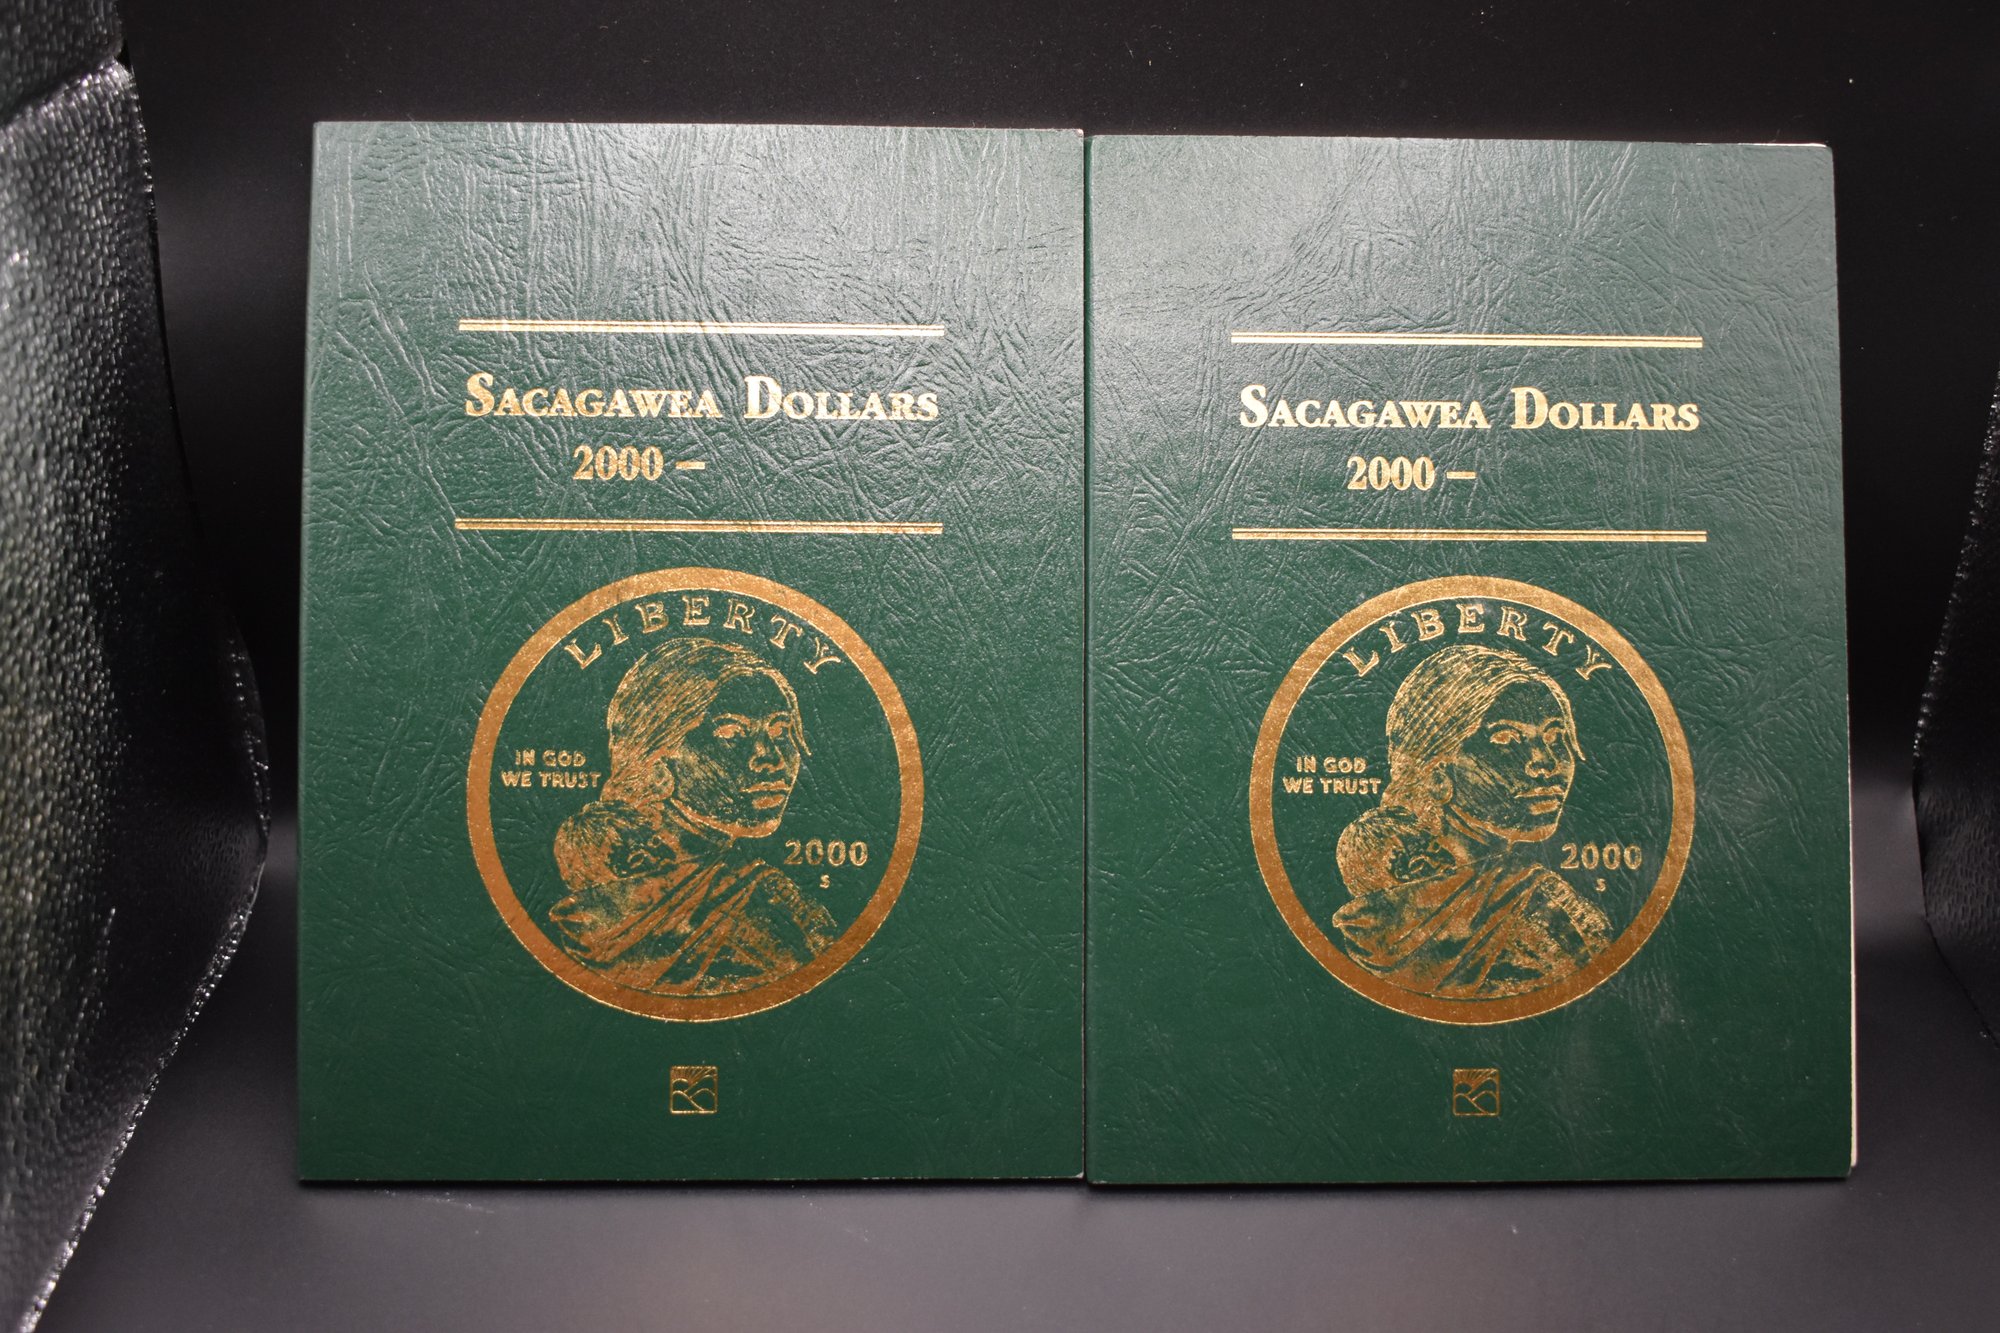 SACAGAWEA DOLLARS
2000 –
LIBERTY
IN GOD
WE TRUST
2000
S
SACAGAWEA DOLLARS
2000 –
LIBERTY
IN GOD
WE TRUST
2000
S